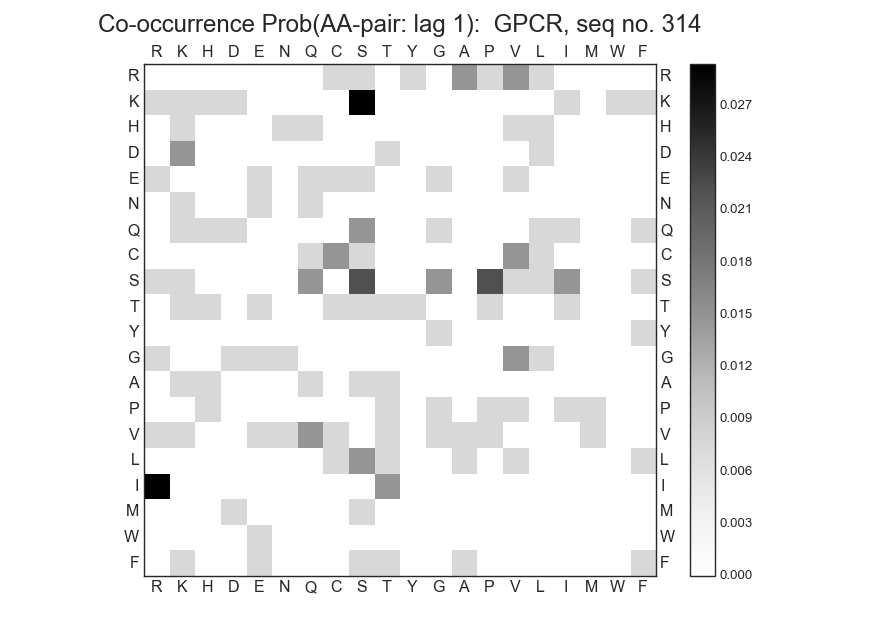 Co-occurrence Prob(AA-pair: lag 1):  GPCR, seq no. 314
R K H D E N Q C S T Y G A P V L I M W F
R R
K K
0.027
H H
D D
0.024
E E
N N
0.021
Q Q
C C
0.018
S S
T T
0.015
Y Y
G G
0.012
A A
P P
0.009
V V
L L
0.006
I I
M M
0.003
W W
F F
0.000
R K H D E N Q C S T Y G A P V L I M W F